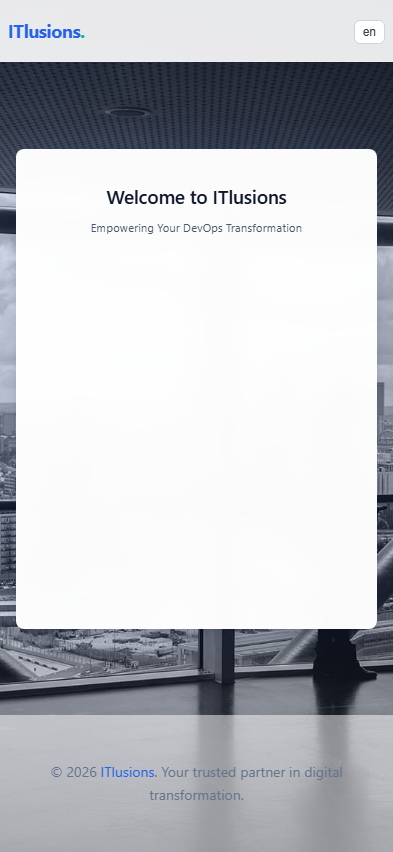 ITlusions.
en
Welcome to ITlusions
Empowering Your DevOps Transformation
© 2026 ITlusions. Your trusted partner in digital
transformation.